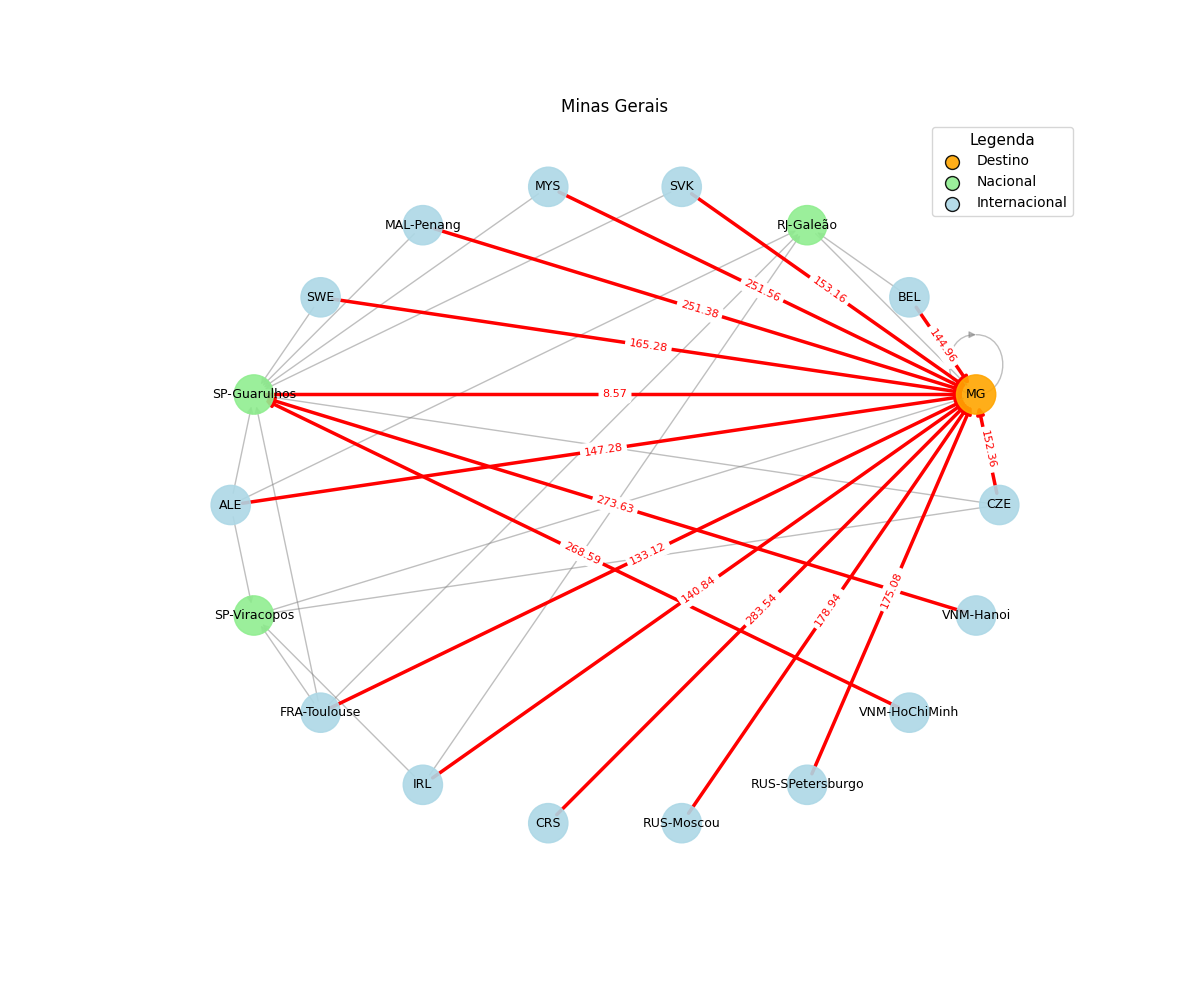 Minas Gerais
Legenda
Destino
Nacional
Internacional
MYS
SVK
MAL-Penang
RJ-Galeão
SWE
BEL
251.56
153.16
251.38
165.28
144.96
SP-Guarulhos
8.57
MG
147.28
152.36
ALE
273.63
CZE
268.59
133.12
140.84
283.54
178.94
175.08
SP-Viracopos
VNM-Hanoi
FRA-Toulouse
VNM-HoChiMinh
IRL
RUS-SPetersburgo
CRS
RUS-Moscou